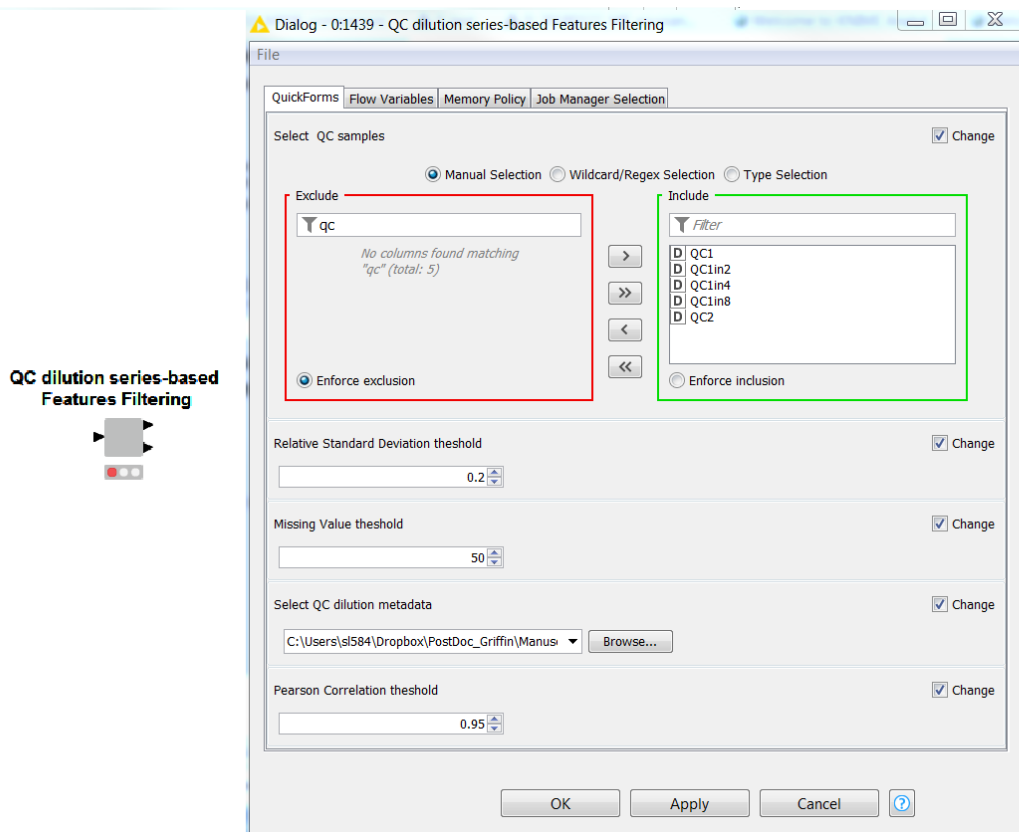 Dialog - 0:1439 - QC dilution series-based Features Filtering
File
QuickForms Flow Variables Memory Policy Job Manager Selection
Select QC samples Change
Manual Selection Wildcard/Regex Selection Type Selection
Exclude Include
qc Filter
No columns found matching
"qc" (total: 5)
> 
>>
<
<<
D QC1
D QC1in2
D QC1in4
D QC1in8
D QC2
Enforce exclusion Enforce inclusion
QC dilution series-based
Features Filtering
Relative Standard Deviation theshold Change
0.2
Missing Value theshold Change
50
Select QC dilution metadata Change
C:\Users\sl584\Dropbox\PostDoc_Griffin\Manus Browse...
Pearson Correlation theshold Change
0.95
OK Apply Cancel ?